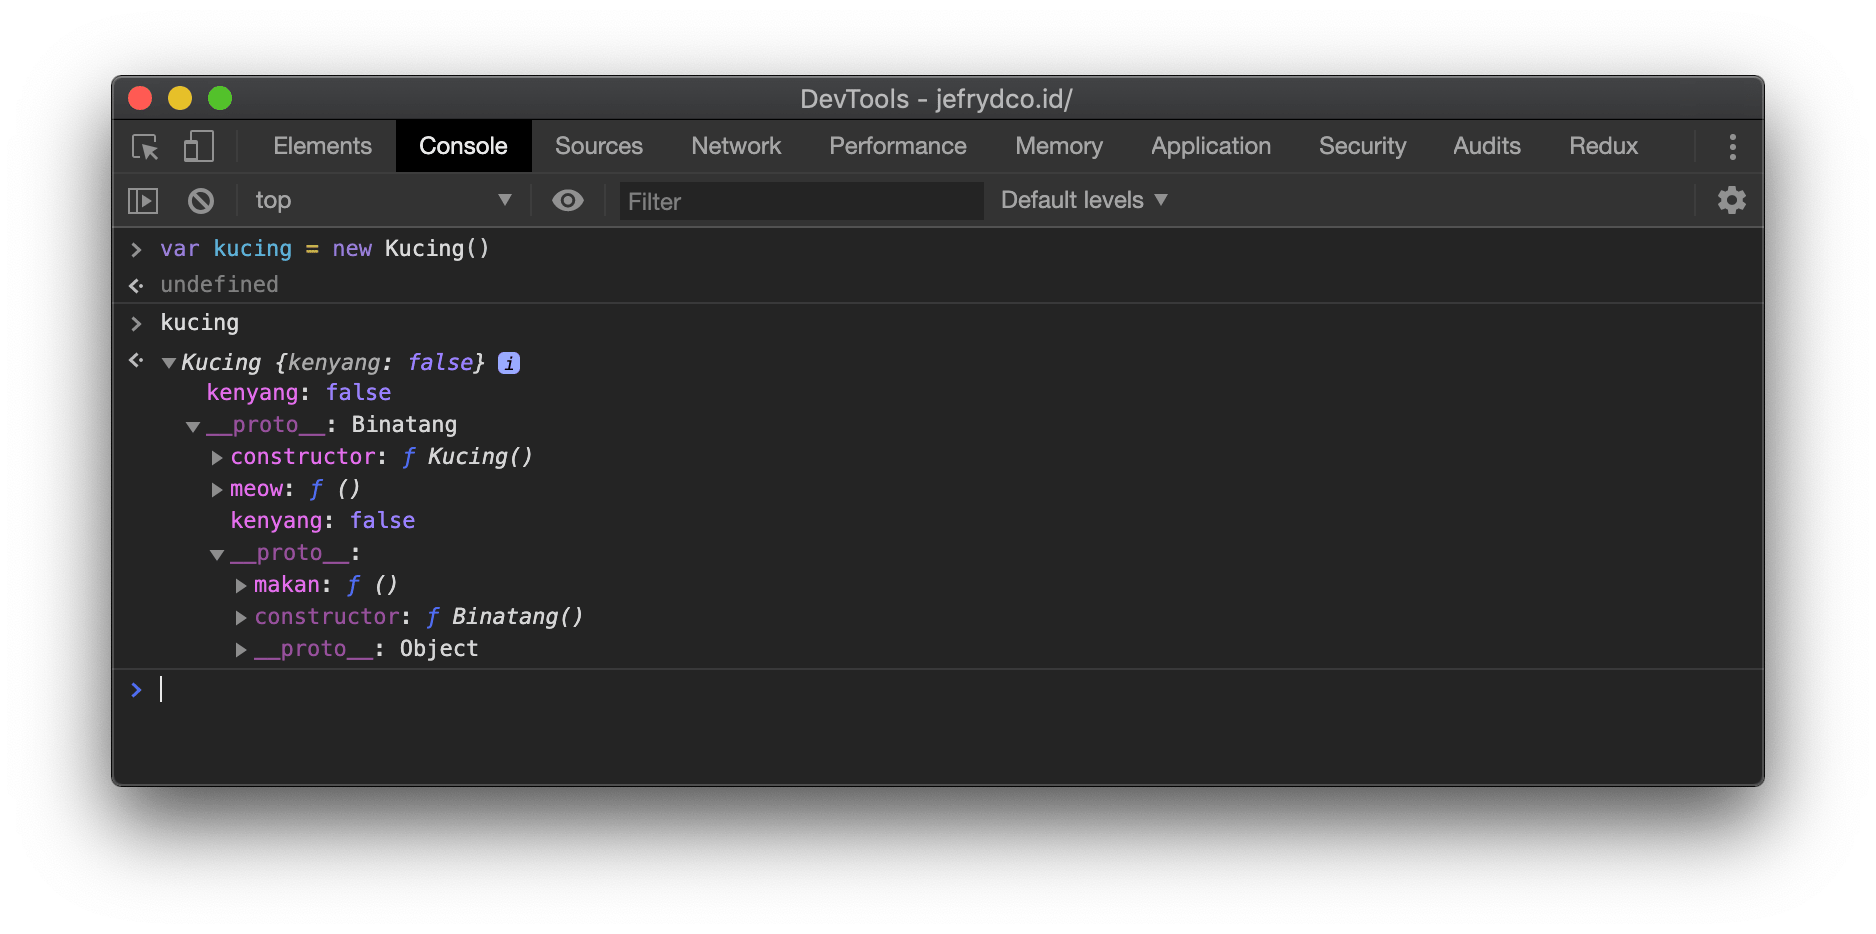 DevTools - jefrydco.id/
Elements Console Sources Network Performance Memory Application Security Audits Redux
top Filter Default levels
var kucing = new Kucing()
undefined
kucing
Kucing {kenyang: false} i
kenyang: false
__proto__: Binatang
constructor: ƒ Kucing()
meow: ƒ ()
kenyang: false
__proto__:
makan: ƒ ()
constructor: ƒ Binatang()
__proto__: Object